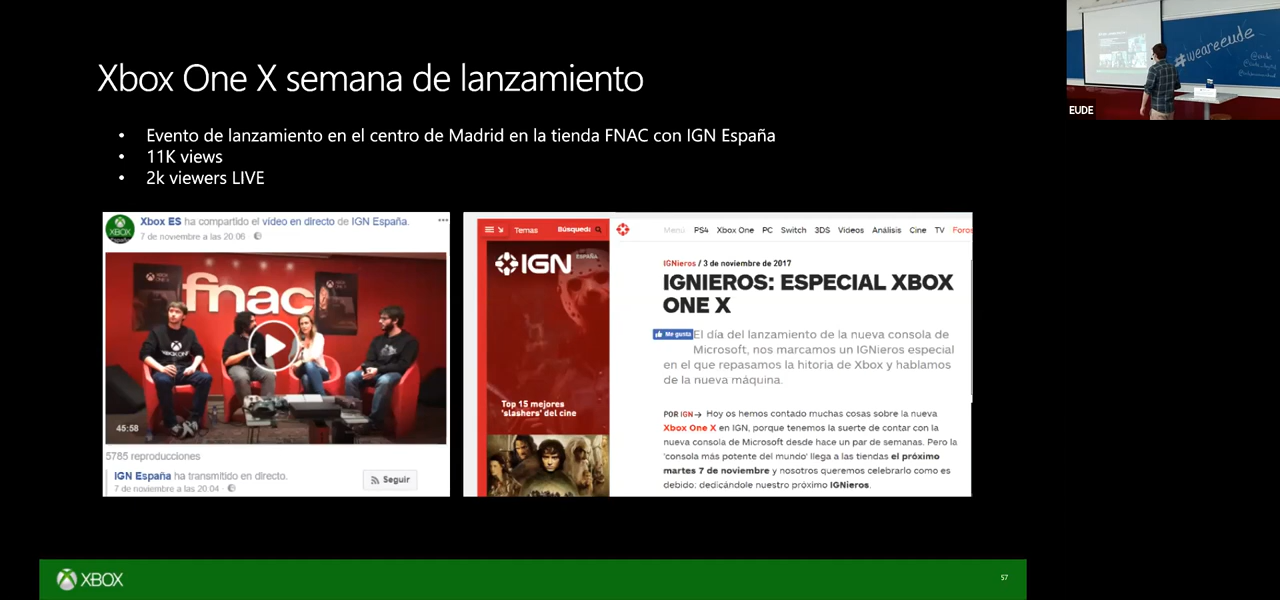 Xbox One X semana de lanzamiento
• Evento de lanzamiento en el centro de Madrid en la tienda FNAC con IGN España
• 11K views
• 2k viewers LIVE
Xbox ES ha compartido el vídeo en directo de IGN España.
7 de noviembre a las 20:06
fnac
XBOX ONE
45:58
5785 reproducciones
IGN España ha transmitido en directo.
7 de noviembre a las 20:04
Seguir
Temas Búsqueda
IGN ESPAÑA
Top 15 mejores
'slashers' del cine
Menu PS4 Xbox One PC Switch 3DS Videos Análisis Cine TV Foros
IGNieros / 3 de noviembre de 2017
IGNIEROS: ESPECIAL XBOX
ONE X
Me gusta El día del lanzamiento de la nueva consola de
Microsoft, nos marcamos un IGNieros especial
en el que repasamos la hitoria de Xbox y hablamos
de la nueva máquina.
POR IGN→ Hoy os hemos contado muchas cosas sobre la nueva
Xbox One X en IGN, porque tenemos la suerte de contar con la
nueva consola de Microsoft desde hace un par de semanas. Pero la
'consola más potente del mundo' llega a las tiendas el próximo
martes 7 de noviembre y nosotros queremos celebrarlo como es
debido; dedicándole nuestro próximo IGNieros.
XBOX
57
#weareeude
EUDE